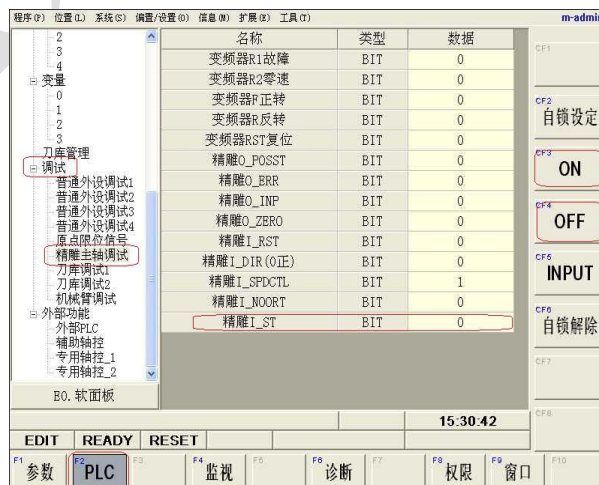 程序(P) 位置(L) 系统(S) 偏置/设置(O) 信息(M) 扩展(E) 工具(T) m-admin
2
3
4
变量
0
1
2
3
刀库管理
调试
普通外设调试1
普通外设调试2
普通外设调试3
普通外设调试4
原点限位信号
精雕主轴调试
刀库调试1
刀库调试2
机械臂调试
外部功能
外部PLC
辅助轴控
专用轴控_1
专用轴控_2
E0. 软面板
名称 类型 数据
变频器R1故障 BIT 0
变频器R2零速 BIT 0
变频器F正转 BIT 0
变频器R反转 BIT 0
变频器RST复位 BIT 0
精雕O_POSST BIT 0
精雕O_ERR BIT 0
精雕O_INP BIT 0
精雕O_ZERO BIT 0
精雕I_RST BIT 0
精雕I_DIR(0正) BIT 0
精雕I_SPDCTL BIT 1
精雕I_NOORT BIT 0
精雕I_ST BIT 0
CF1
CF2 自锁设定
CF3 ON
CF4 OFF
CF5 INPUT
CF6 自锁解除
CF7
CF8
15:30:42
EDIT READY RESET
F1 参数 F2 PLC F3 F4 监视 F5 F6 诊断 F7 F8 权限 F9 窗口 F10